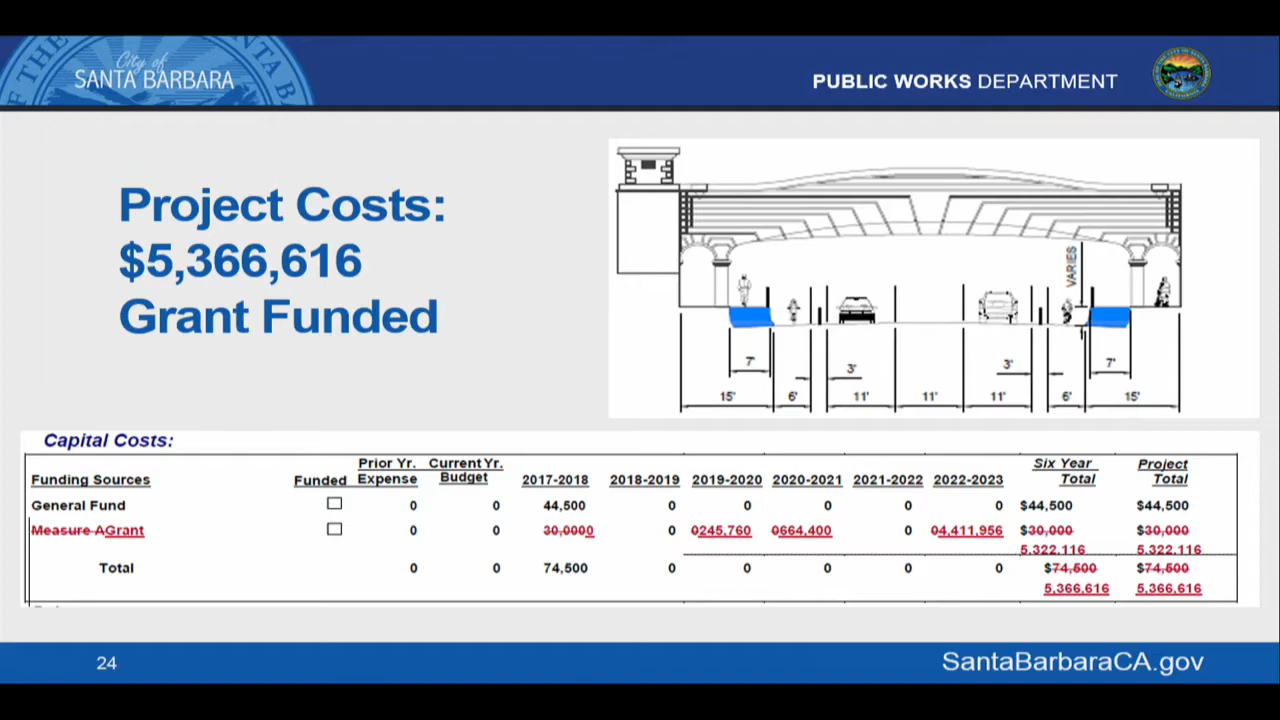 City of
SANTA BARBARA
PUBLIC WORKS DEPARTMENT
Project Costs:
$5,366,616
Grant Funded
VARIES
7' 3' 3' 7'
15' 6' 11' 11' 11' 6' 15'
Capital Costs:
Funding Sources Funded Prior Yr. Expense Current Yr. Budget 2017-2018 2018-2019 2019-2020 2020-2021 2021-2022 2022-2023 Six Year Total Project Total
General Fund 0 0 44,500 0 0 0 0 0 $44,500 $44,500
Measure AGrant 0 0 30,0000 0 0245,760 0664,400 0 04,411,956 $30,000 $30,000
5,322,116 5,322,116
Total 0 0 74,500 0 0 0 0 0 $74,500 $74,500
5,366,616 5,366,616
24
SantaBarbaraCA.gov